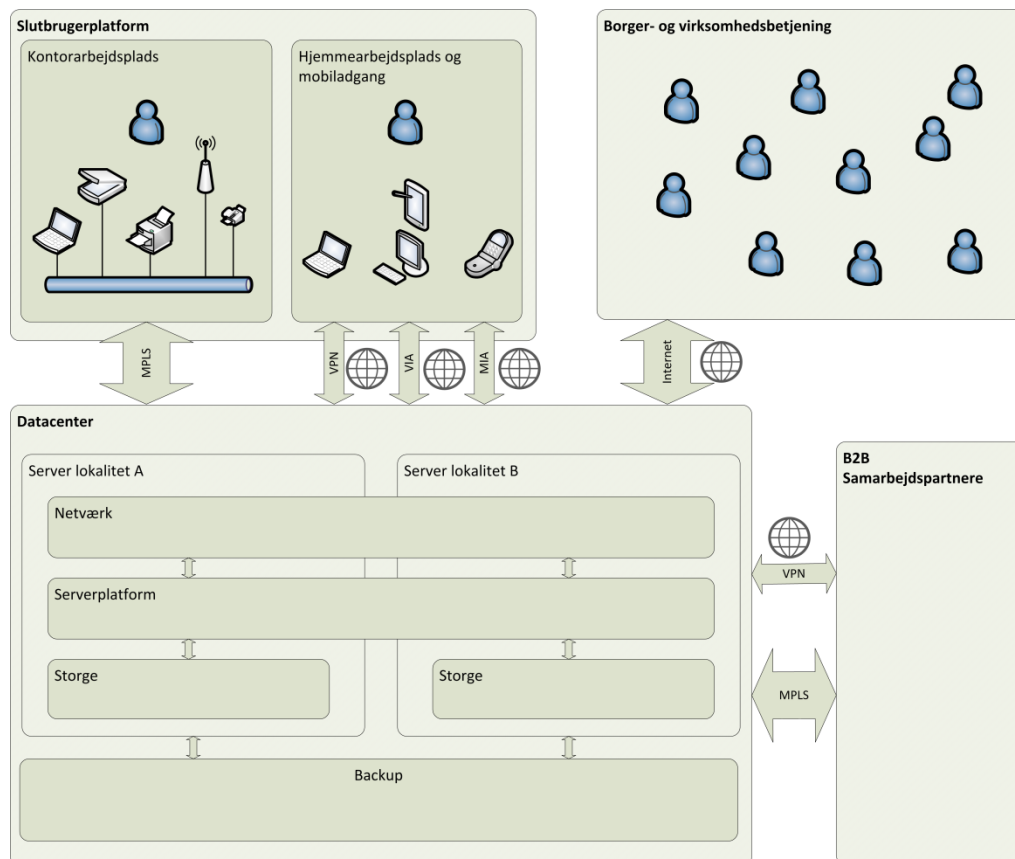 Slutbrugerplatform
Kontorarbejdsplads
Hjemmearbejdsplads og
mobiladgang
Borger- og virksomhedsbetjening
MPLS
VPN
VIA
MIA
Internet
Datacenter
Server lokalitet A
Server lokalitet B
Netværk
Serverplatform
Storge
Storge
Backup
B2B
Samarbejdspartnere
VPN
MPLS